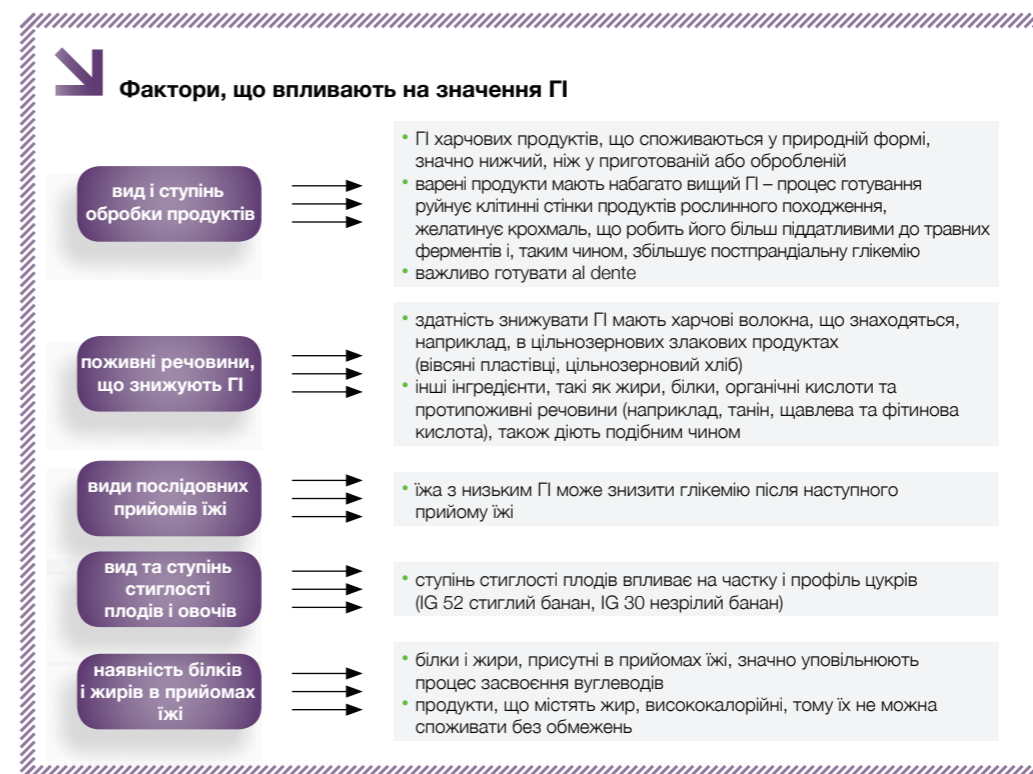 Фактори, що впливають на значення ГІ
вид і ступінь
обробки продуктів
• ГІ харчових продуктів, що споживаються у природній формі,
значно нижчий, ніж у приготованій або обробленій
• варені продукти мають набагато вищий ГІ – процес готування
руйнує клітинні стінки продуктів рослинного походження,
желатинує крохмаль, що робить його більш піддатливими до травних
ферментів і, таким чином, збільшує постпрандіальну глікемію
• важливо готувати al dente
поживні речовини,
що знижують ГІ
• здатність знижувати ГІ мають харчові волокна, що знаходяться,
наприклад, в цільнозернових злакових продуктах
(вівсяні пластівці, цільнозерновий хліб)
• інші інгредієнти, такі як жири, білки, органічні кислоти та
протипоживні речовини (наприклад, танін, щавлева та фітинова
кислота), також діють подібним чином
види послідовних
прийомів їжі
• їжа з низьким ГІ може знизити глікемію після наступного
прийому їжі
вид та ступінь
стиглості
плодів і овочів
• ступінь стиглості плодів впливає на частку і профіль цукрів
(IG 52 стиглий банан, IG 30 незрілий банан)
наявність білків
і жирів в прийомах
їжі
• білки і жири, присутні в прийомах їжі, значно уповільнюють
процес засвоєння вуглеводів
• продукти, що містять жир, висококалорійні, тому їх не можна
споживати без обмежень